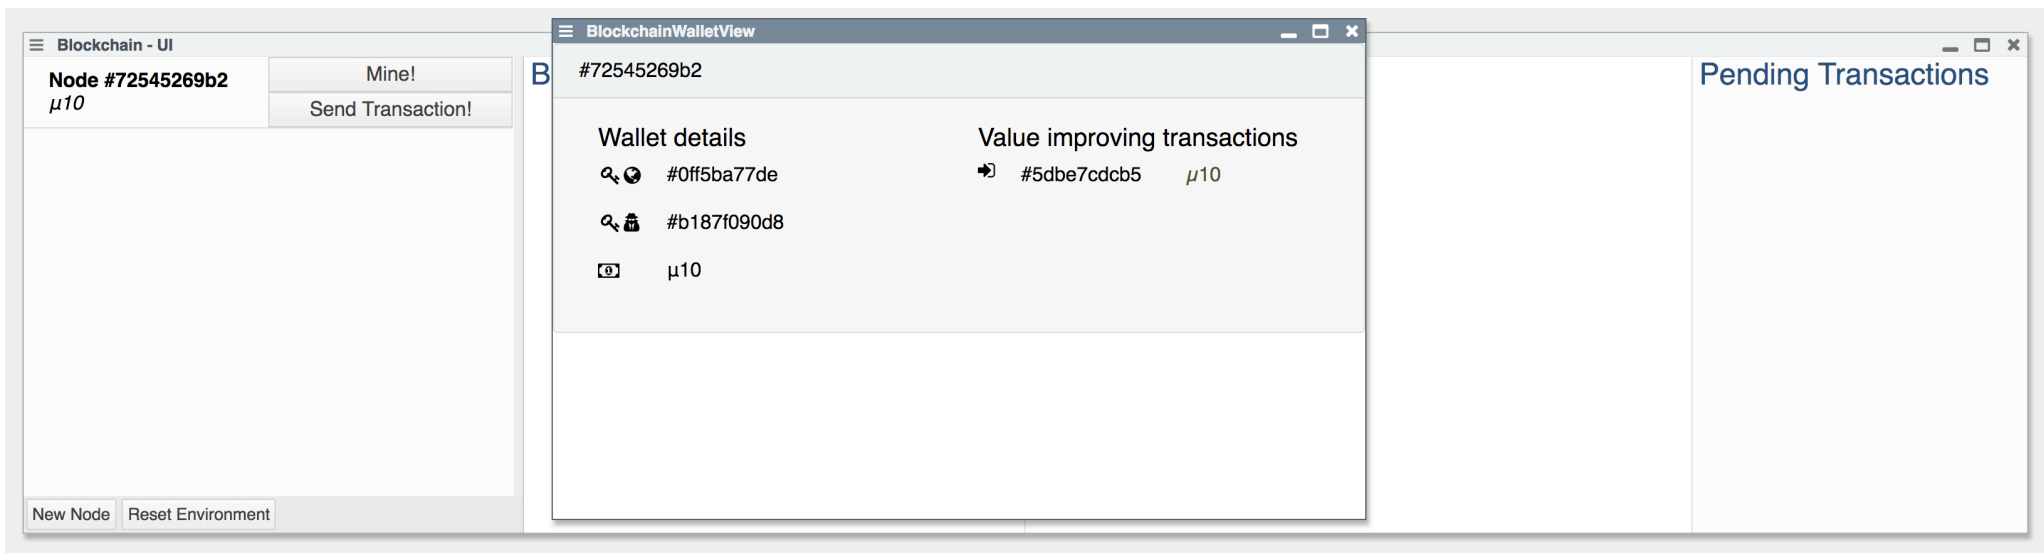 Blockchain - UI
Node #72545269b2
µ10
Mine!
Send Transaction!
New Node
Reset Environment
B
BlockchainWalletView
#72545269b2
Wallet details
#0ff5ba77de
#b187f090d8
µ10
Value improving transactions
#5dbe7cdcb5 µ10
Pending Transactions